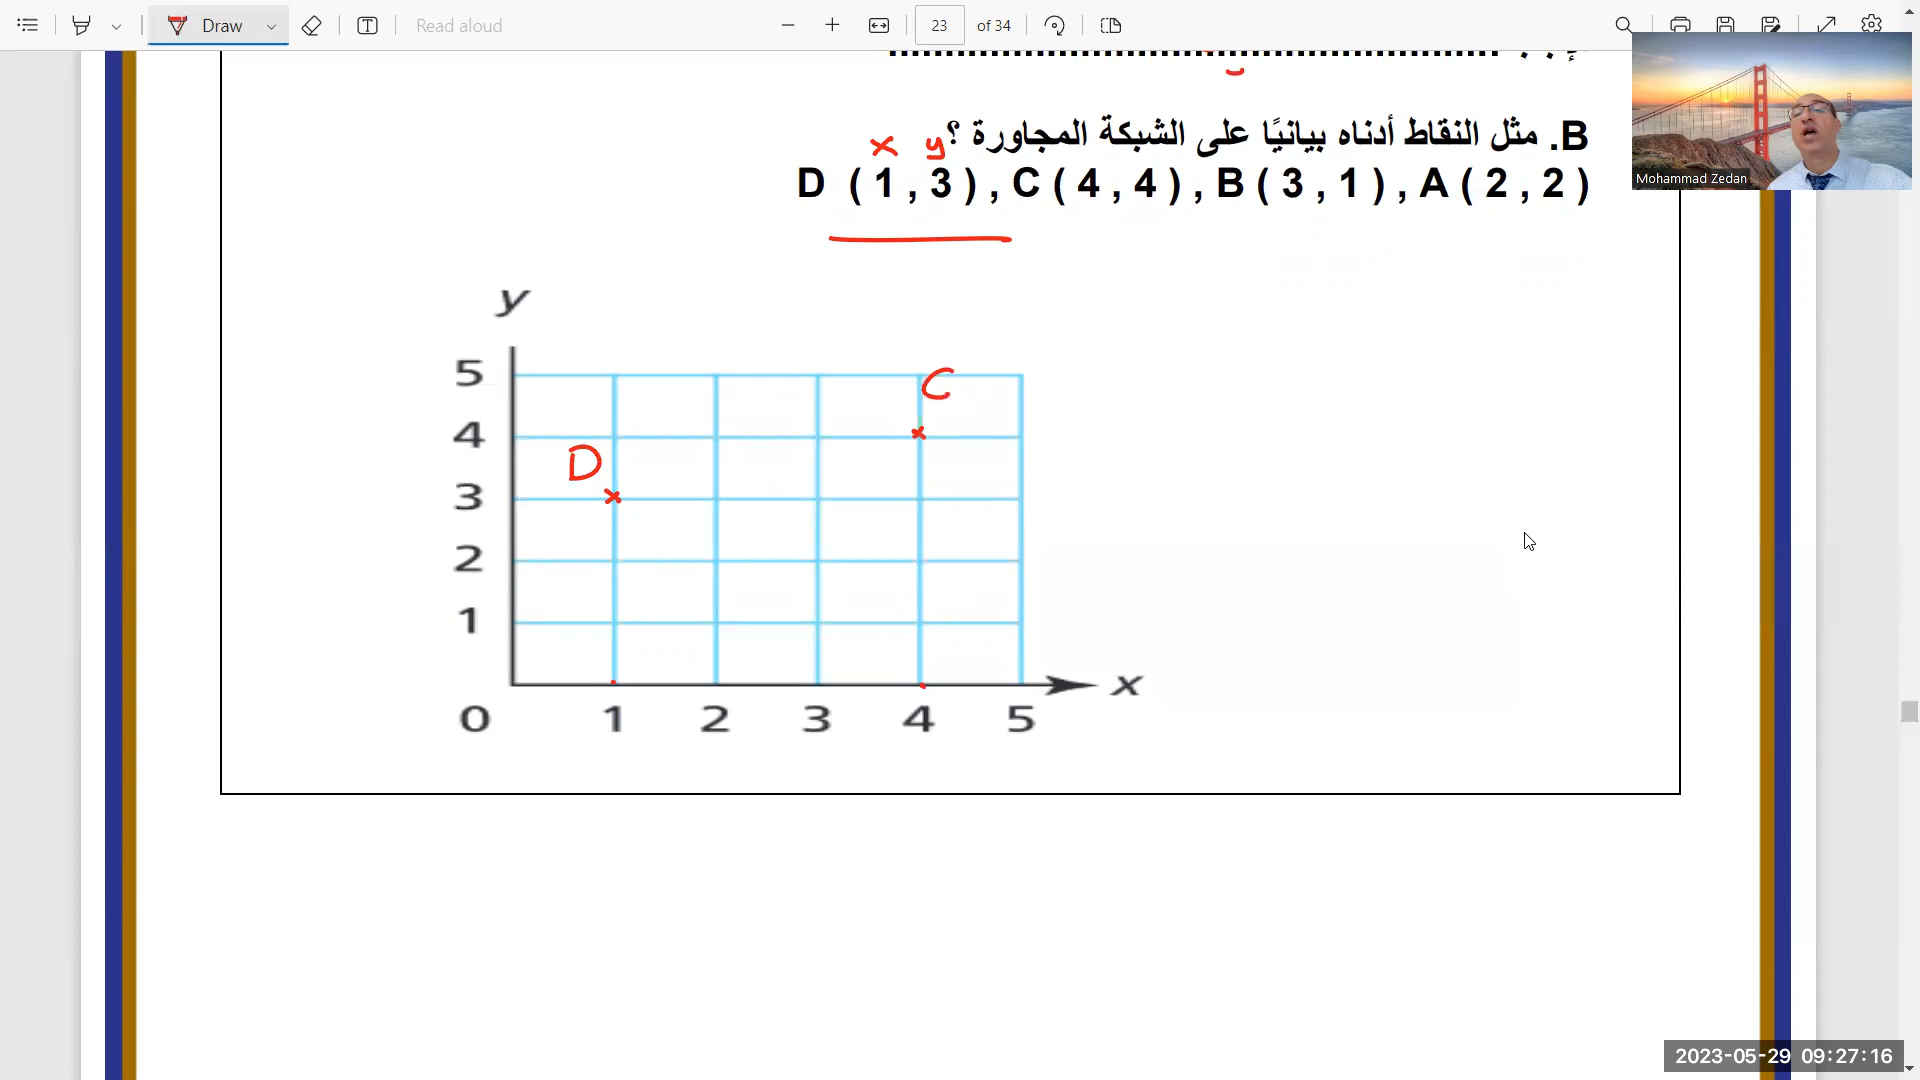 Draw
Read aloud
23 of 34
Mohammad Zedan
B. مثل النقاط أدناه بيانيًا على الشبكة المجاورة ؟
x y
D ( 1 , 3 ) , C ( 4 , 4 ) , B ( 3 , 1 ) , A ( 2 , 2 )
y
5
C
4
D
3
2
1
x
0 1 2 3 4 5
2023-05-29 09:27:16